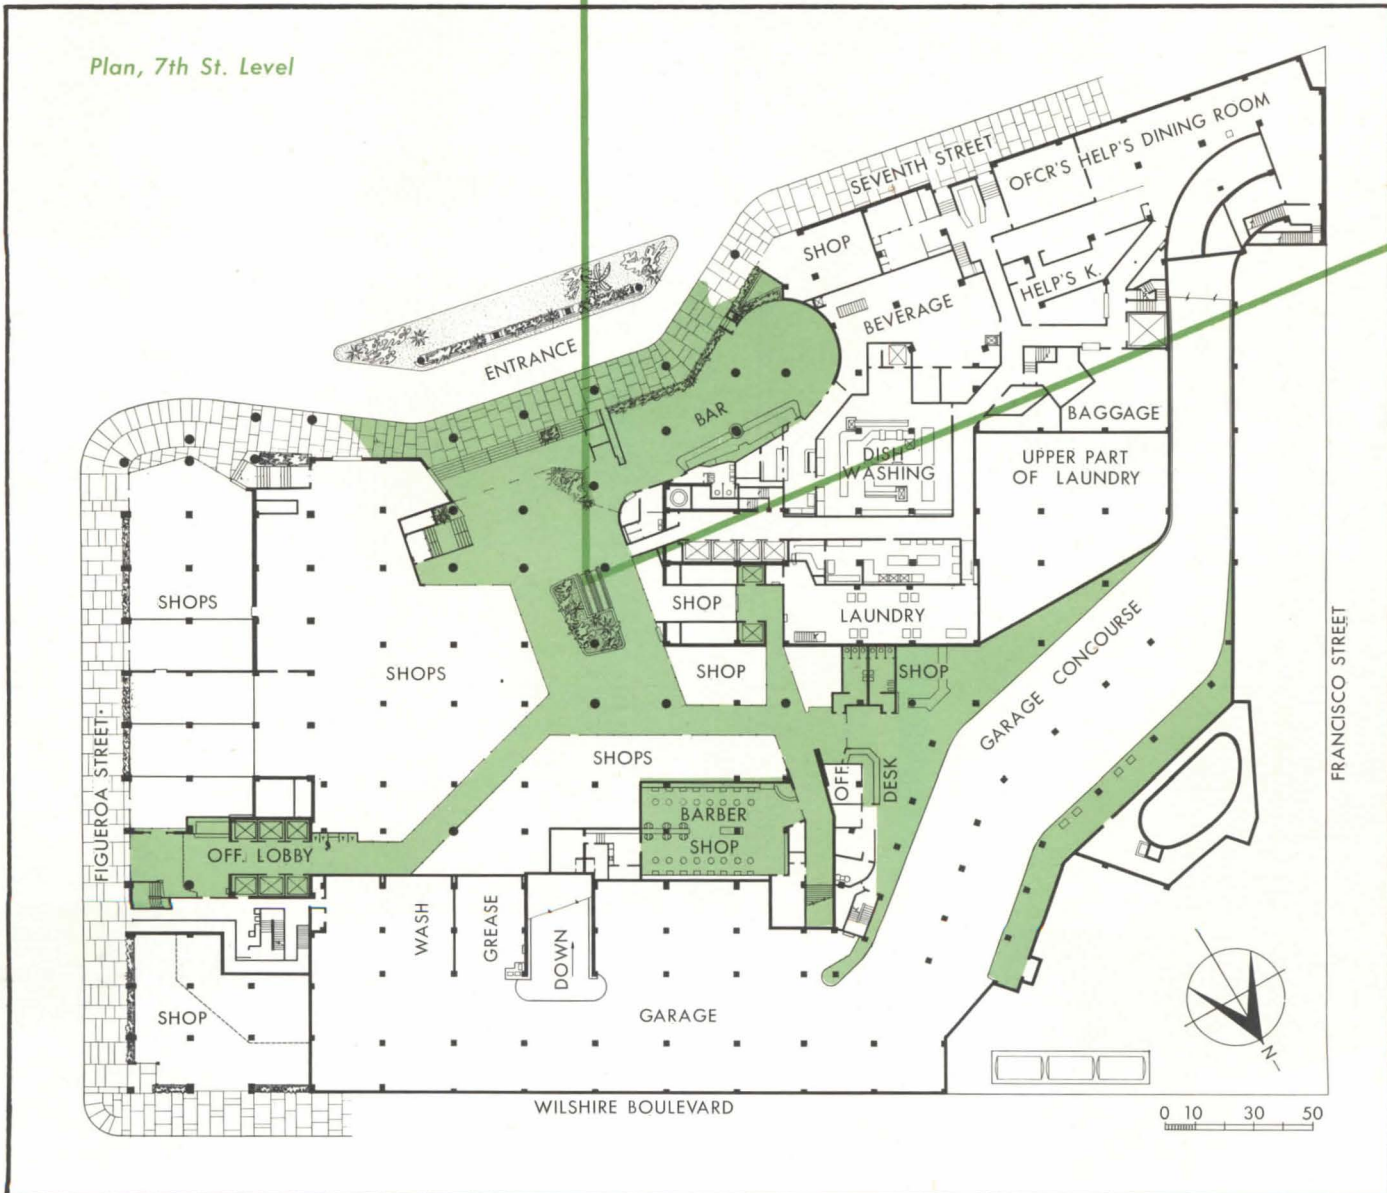 Plan, 7th St. Level
SEVENTH STREET
OFCR'S HELP'S DINING ROOM
SHOP
HELP'S K.
BEVERAGE
ENTRANCE
BAR
BAGGAGE
DISH
WASHING
UPPER PART
OF LAUNDRY
SHOPS
SHOP
LAUNDRY
SHOPS
SHOP
SHOP
GARAGE CONCOURSE
FRANCISCO STREET
FIGUEROA STREET
SHOPS
OFF.
DESK
BARBER
SHOP
OFF. LOBBY
WASH
GREASE
DOWN
SHOP
GARAGE
N
WILSHIRE BOULEVARD
0 10 30 50